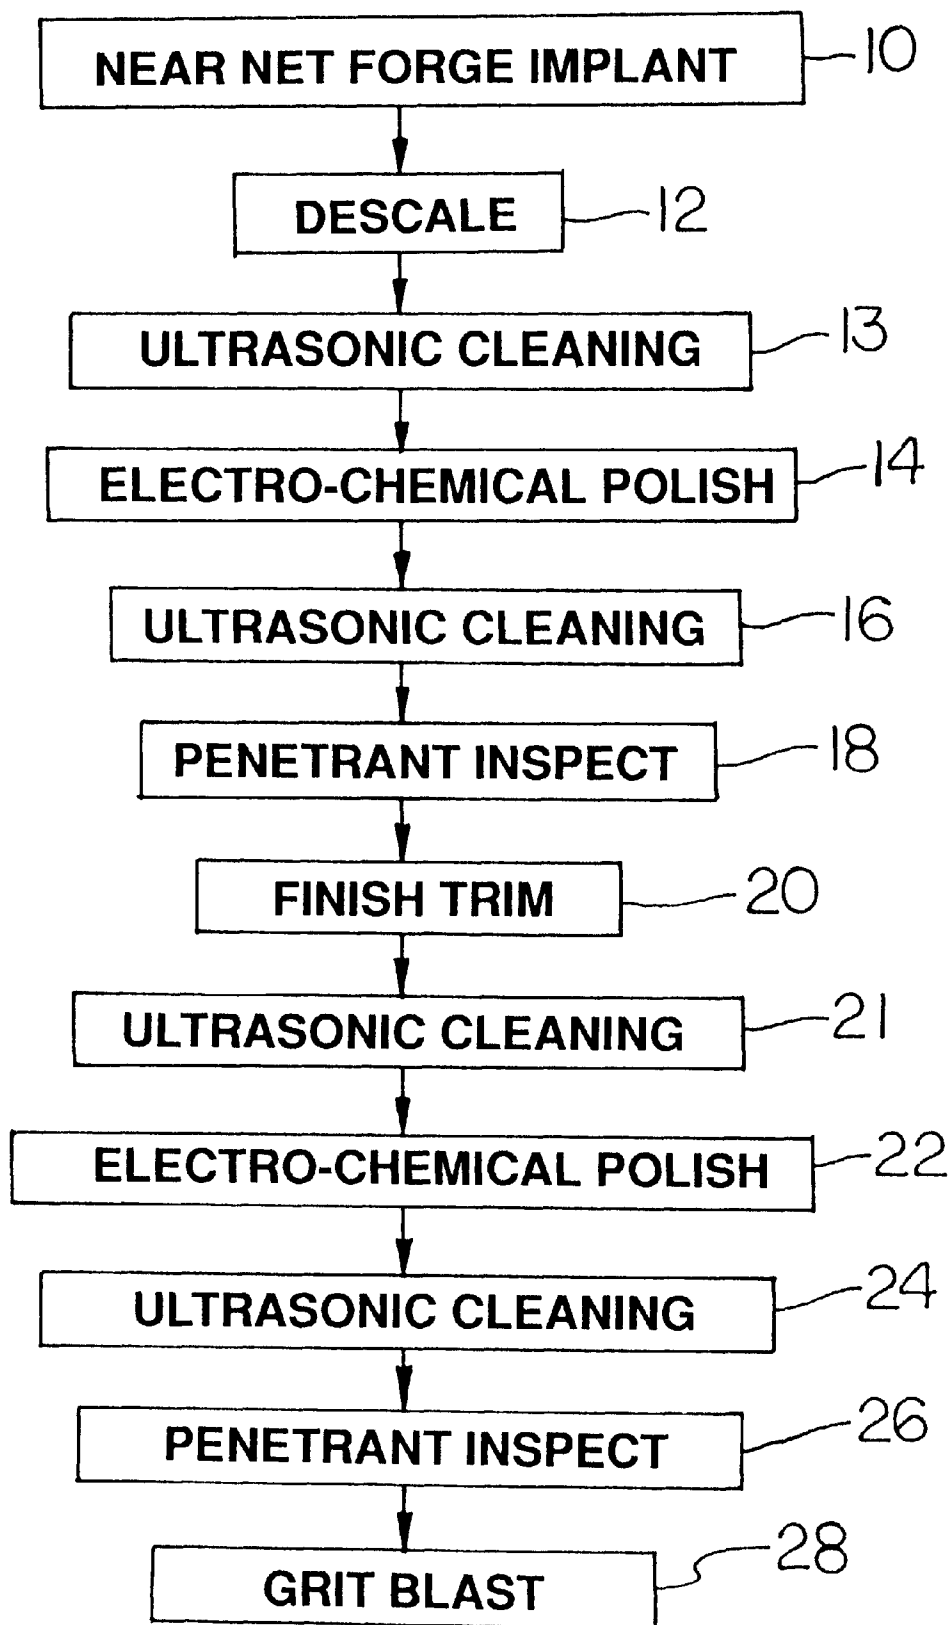 NEAR NET FORGE IMPLANT 10
DESCALE 12
ULTRASONIC CLEANING 13
ELECTRO-CHEMICAL POLISH 14
ULTRASONIC CLEANING 16
PENETRANT INSPECT 18
FINISH TRIM 20
ULTRASONIC CLEANING 21
ELECTRO-CHEMICAL POLISH 22
ULTRASONIC CLEANING 24
PENETRANT INSPECT 26
GRIT BLAST 28